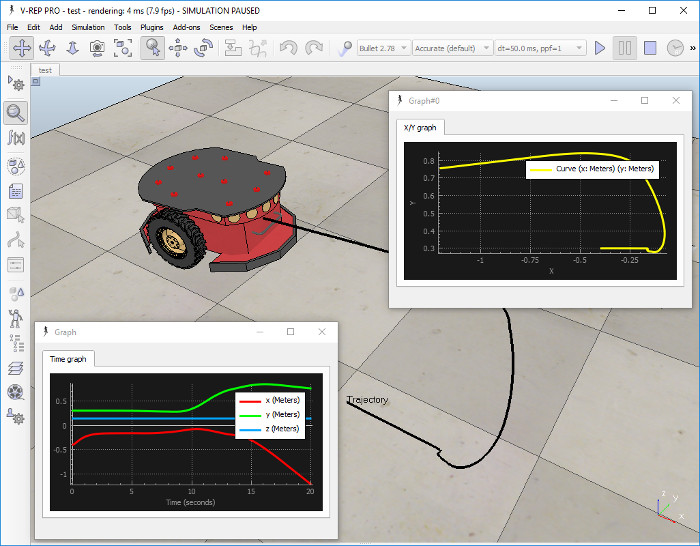 V-REP PRO - test - rendering: 4 ms (7.9 fps) - SIMULATION PAUSED
File Edit Add Simulation Tools Plugins Add-ons Scenes Help
Bullet 2.78 Accurate (default) dt=50.0 ms, ppf=1
test
Graph#0
X/Y graph
Curve (x: Meters) (y: Meters)
0.8
0.7
0.6
0.5
0.4
0.3
Y
-1 -0.75 -0.5 -0.25
X
Graph
Time graph
x (Meters)
y (Meters)
z (Meters)
0.5
0
-0.5
-1
0 5 10 15 20
Time (seconds)
Trajectory
f(x)
z
y
x